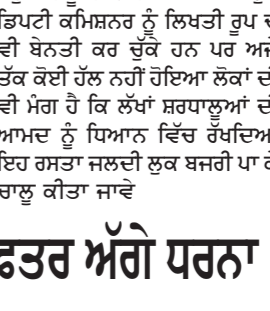 ਡਿਪਟੀ ਕਮਿਸ਼ਨਰ ਨੂੰ ਲਿਖਤੀ ਰੂਪ
ਵੀ ਬੇਨਤੀ ਕਰ ਚੁੱਕੇ ਹਨ ਪਰ ਅਜੇ
ਤੱਕ ਕੋਈ ਹੱਲ ਨਹੀਂ ਹੋਇਆ ਲੋਕਾਂ ਦੀ
ਵੀ ਮੰਗ ਹੈ ਕਿ ਲੱਖਾਂ ਸ਼ਰਧਾਲੂਆਂ ਦੀ
ਆਮਦ ਨੂੰ ਧਿਆਨ ਵਿੱਚ ਰੱਖਦਿਆ
ਇਹ ਰਸਤਾ ਜਲਦੀ ਲੁਕ ਬਜਰੀ ਪਾ ਕੇ
ਚਾਲੂ ਕੀਤਾ ਜਾਵੇ
ਫਤਰ ਅੱਗੇ ਧਰਨਾ